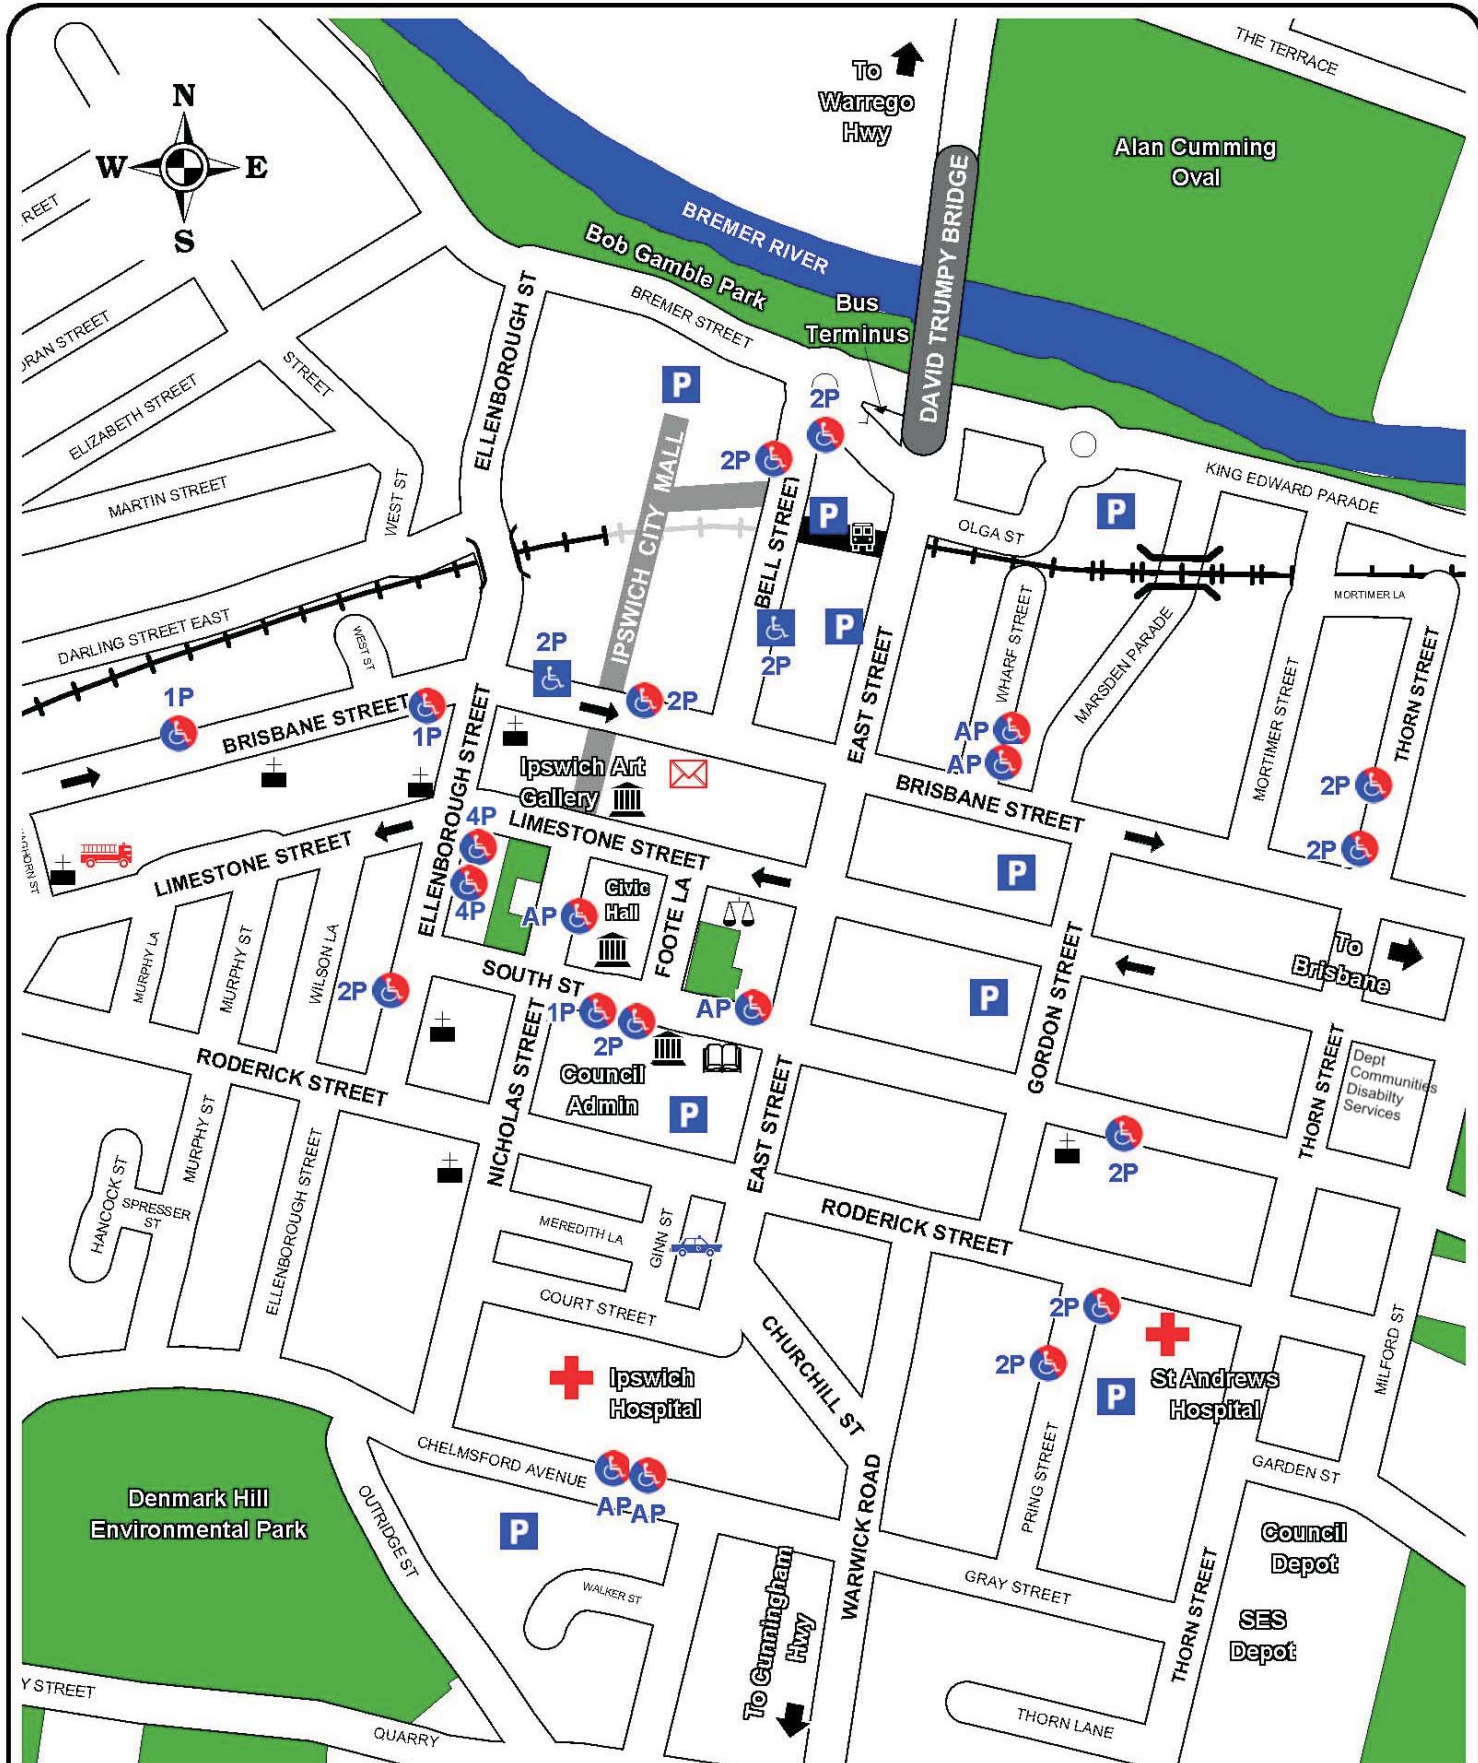 THE TERRACE
To
Warrego
Hwy
N
W
E
S
Alan Cumming
Oval
DAVID TRUMPY BRIDGE
BREMER RIVER
Bob Gamble Park
BREMER STREET
Bus
Terminus
ELLENBOROUGH ST
P
2P
2P
IPSWICH CITY MALL
STREET
ELIZABETH STREET
MARTIN STREET
WEST ST
KING EDWARD PARADE
P
P
OLGA ST
BELL STREET
MORTIMER LA
DARLING STREET EAST
WEST ST
2P
2P
P
EAST STREET
WHARF STREET
MARSDEN PARADE
MORTIMER STREET
THORN STREET
1P
BRISBANE STREET
1P
2P
ELLENBOROUGH STREET
AP
AP
Ipswich Art
Gallery
BRISBANE STREET
2P
2P
4P
4P
LIMESTONE STREET
LIMESTONE STREET
P
AP
Civic
Hall
FOOTE LA
GORDON STREET
To
Brisbane
MURPHY LA
MURPHY ST
WILSON LA
2P
SOUTH ST
1P
2P
AP
P
NICHOLAS STREET
Council
Admin
P
EAST STREET
THORN STREET
Dept
Communities
Disabilty
Services
RODERICK STREET
2P
MURPHY ST
HANCOCK ST
SPRESSER
ST
ELLENBOROUGH STREET
MEREDITH LA
GINN ST
RODERICK STREET
COURT STREET
2P
2P
CHURCHILL ST
MILFORD ST
Ipswich
Hospital
P
St Andrews
Hospital
CHELMSFORD AVENUE
AP
AP
PRING STREET
GARDEN ST
WARWICK ROAD
Denmark Hill
Environmental Park
OUTRIDGE ST
P
Council
Depot
WALKER ST
GRAY STREET
THORN STREET
SES
Depot
To Cunningham
Hwy
THORN LANE
Y STREET
QUARRY